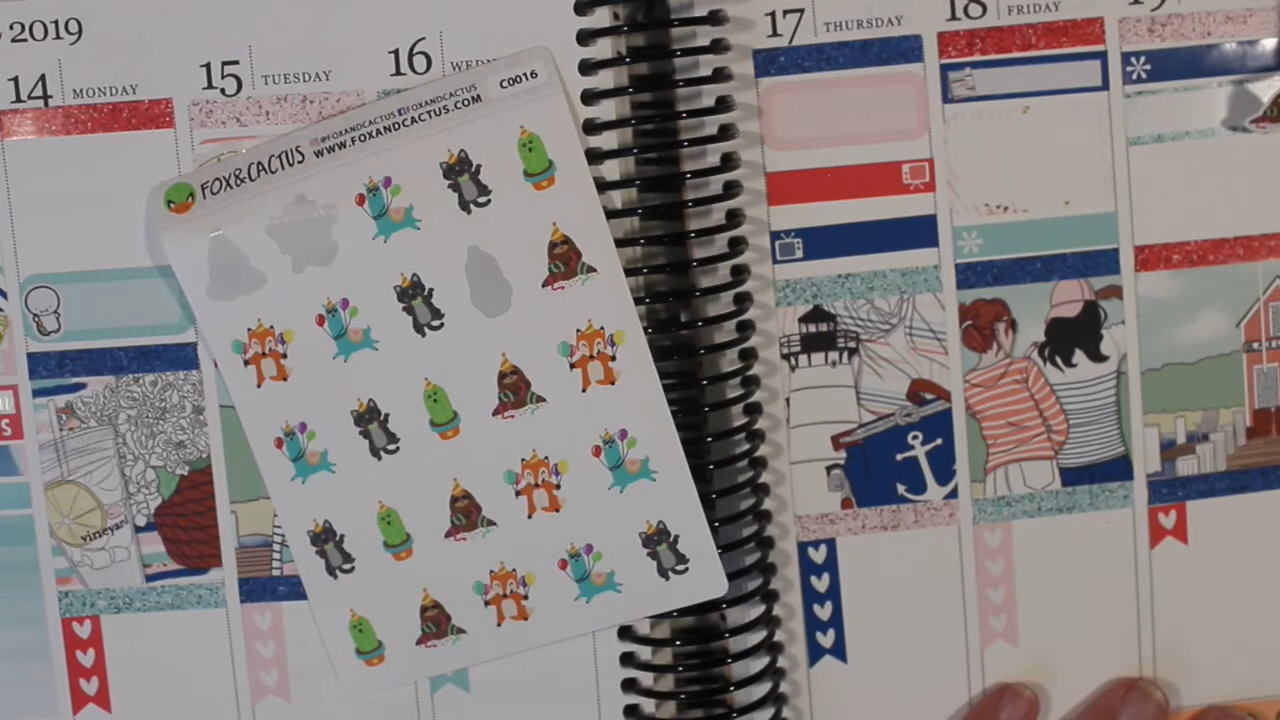 2019
14 MONDAY
15 TUESDAY
16
17 THURSDAY
18 FRIDAY
FOX&CACTUS
@FOXANDCACTUS FOXANDCACTUS
WWW.FOXANDCACTUS.COM
C0016
vineyard